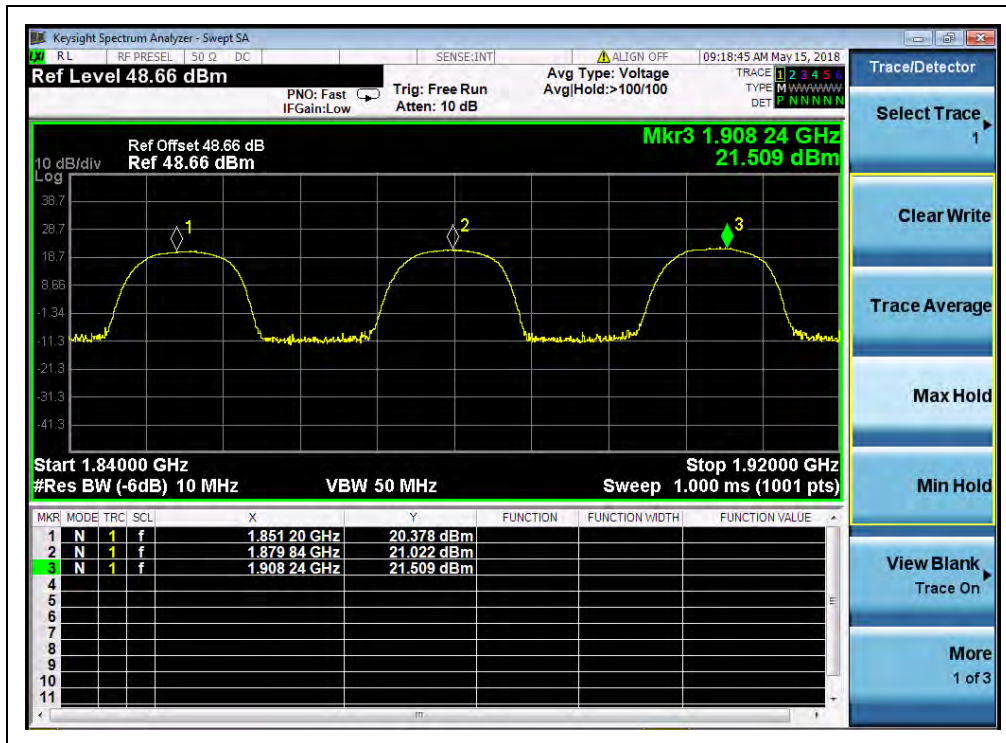 Keysight Spectrum Analyzer - Swept SA
LXI RL RF PRESEL 50 Ω DC SENSE:INT ALIGN OFF 09:18:45 AM May 15, 2018
Ref Level 48.66 dBm
PNO: Fast
IFGain:Low
Trig: Free Run
Atten: 10 dB
Avg Type: Voltage
Avg|Hold:>100/100
TRACE 1 2 3 4 5 6
TYPE M WWWWW
DET P N N N N N
Mkr3 1.908 24 GHz
21.509 dBm
Ref Offset 48.66 dB
10 dB/div Ref 48.66 dBm
Log
38.7
28.7
18.7
8.66
-1.34
-11.3
-21.3
-31.3
-41.3
1
2
3
Start 1.84000 GHz Stop 1.92000 GHz
#Res BW (-6dB) 10 MHz VBW 50 MHz Sweep 1.000 ms (1001 pts)
MKR MODE TRC SCL X Y FUNCTION FUNCTION WIDTH FUNCTION VALUE
1 N 1 f 1.851 20 GHz 20.378 dBm
2 N 1 f 1.879 84 GHz 21.022 dBm
3 N 1 f 1.908 24 GHz 21.509 dBm
4
5
6
7
8
9
10
11
Trace/Detector
Select Trace
1
Clear Write
Trace Average
Max Hold
Min Hold
View Blank
Trace On
More
1 of 3